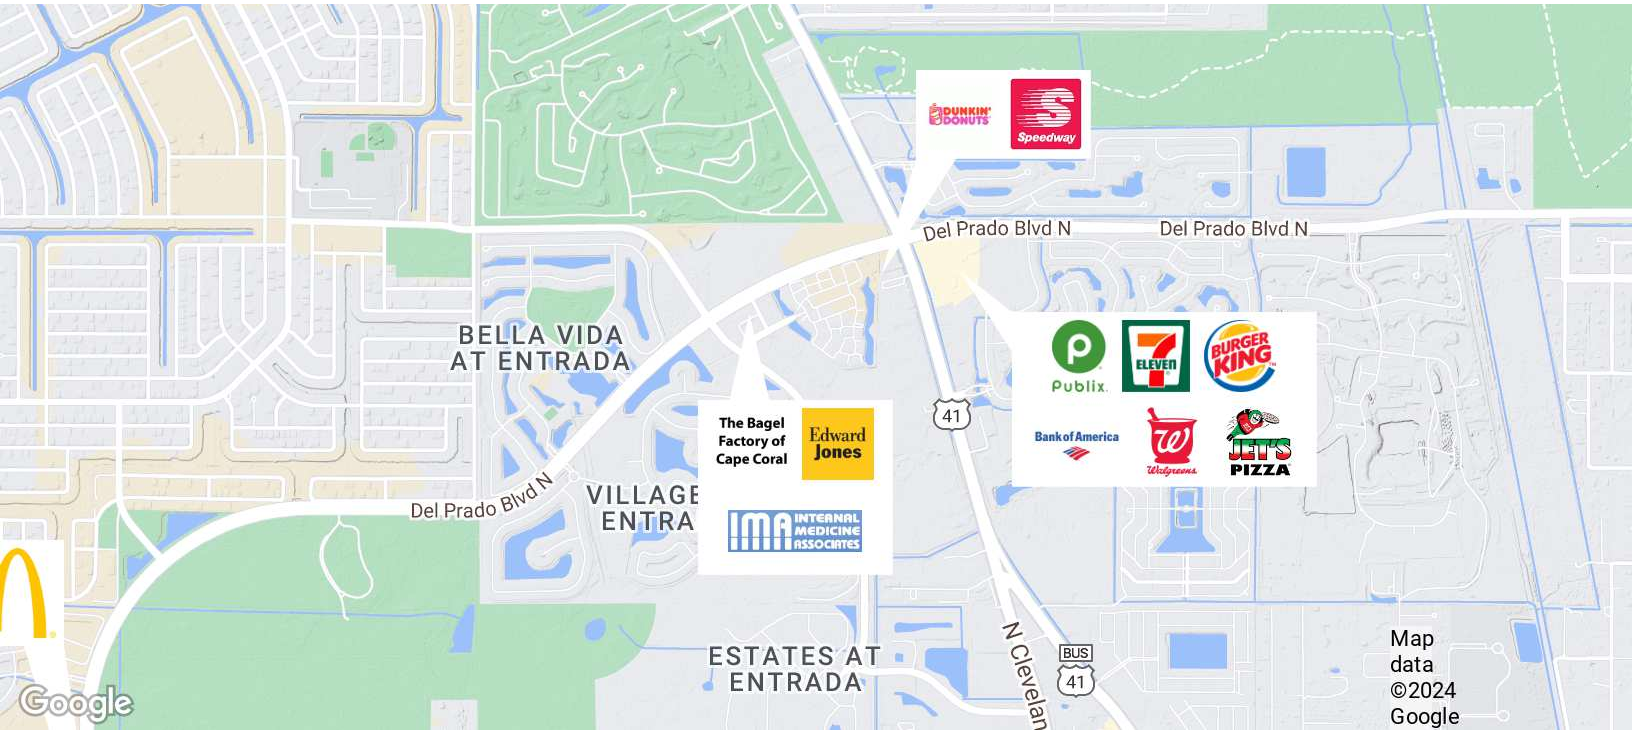 DUNKIN'
DONUTS
S
Speedway
Del Prado Blvd N
Del Prado Blvd N
BELLA VIDA
AT ENTRADA
P
Publix.
7
ELEVEN
BURGER
KING
41
The Bagel
Factory of
Cape Coral
Edward
Jones
Bank of America
W
Walgreens
JET'S
PIZZA
Del Prado Blvd N
VILLAGE
ENTRA
IMA INTERNAL
MEDICINE
ASSOCIATES
N Clevelan
ESTATES AT
ENTRADA
BUS
41
Map
data
©2024
Google
Google